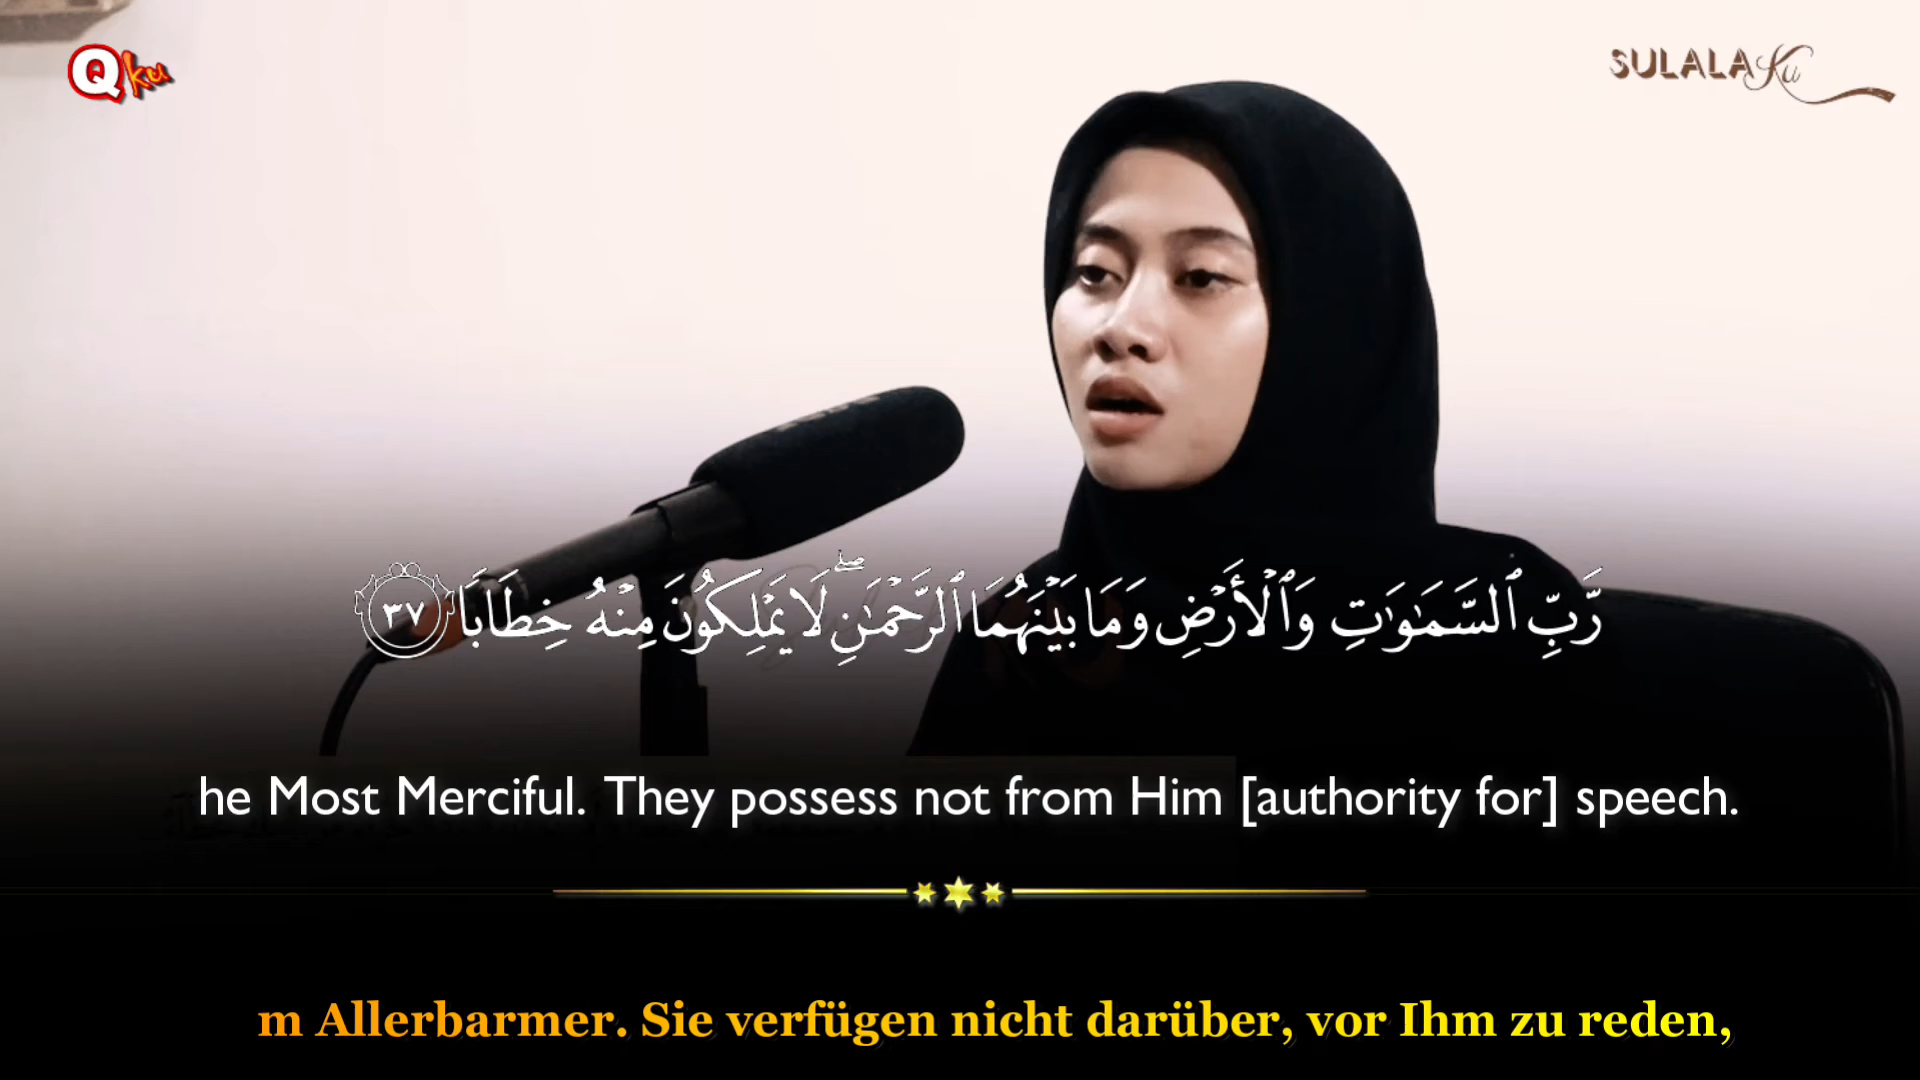 Qku
SULALAKu
رَّبِّ ٱلسَّمَـٰوَٰتِ وَٱلْأَرْضِ وَمَا بَيْنَهُمَا ٱلرَّحْمَـٰنِ ۖ لَا يَمْلِكُونَ مِنْهُ خِطَابًا ٣٧
he Most Merciful. They possess not from Him [authority for] speech.
m Allerbarmer. Sie verfügen nicht darüber, vor Ihm zu reden,